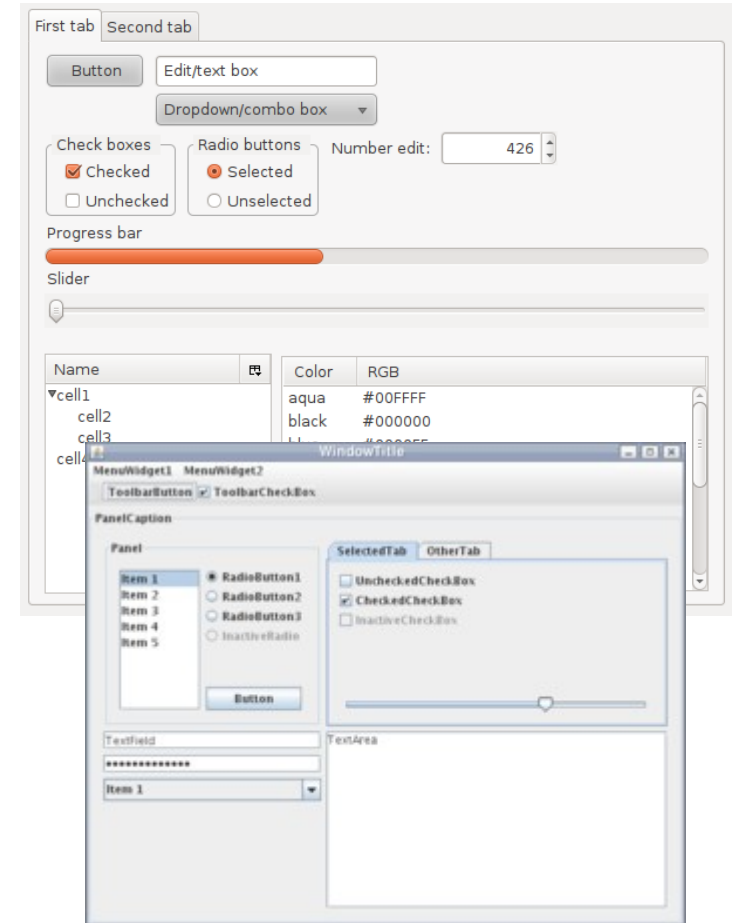 First tab Second tab
Button Edit/text box
Dropdown/combo box
Check boxes Radio buttons Number edit: 426
Checked Selected
Unchecked Unselected
Progress bar
Slider
Name Color RGB
cell1 aqua #00FFFF
cell2 black #000000
cell3
cell4
WindowTitle
MenuWidget1 MenuWidget2
ToolbarButton ToolbarCheckBox
PanelCaption
Panel SelectedTab OtherTab
Item 1 RadioButton1 UncheckedCheckBox
Item 2 RadioButton2 CheckedCheckBox
Item 3 RadioButton3 InactiveCheckBox
Item 4 InactiveRadio
Item 5
Button
TextField TextArea
•••••••••••••
Item 1